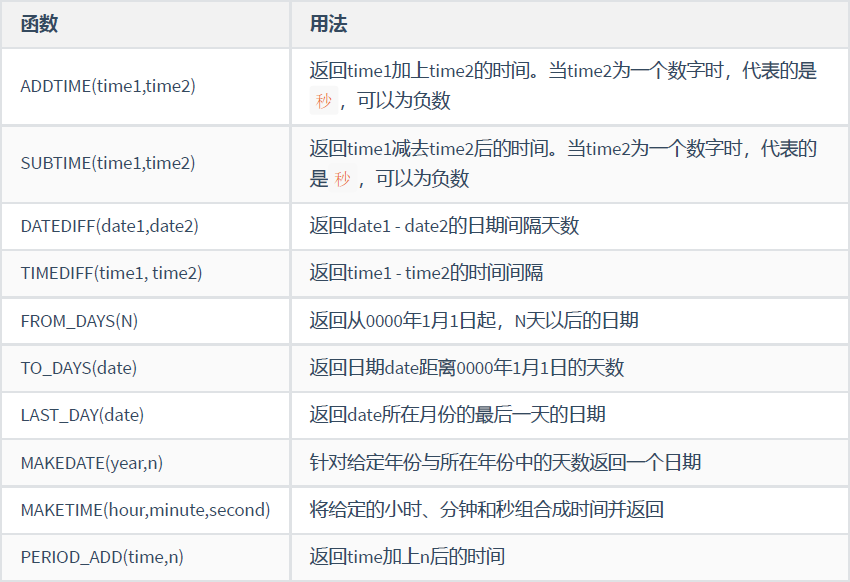 函数 用法
ADDTIME(time1,time2) 返回time1加上time2的时间。当time2为一个数字时，代表的是
秒，可以为负数
SUBTIME(time1,time2) 返回time1减去time2后的时间。当time2为一个数字时，代表的
是 秒，可以为负数
DATEDIFF(date1,date2) 返回date1 - date2的日期间隔天数
TIMEDIFF(time1, time2) 返回time1 - time2的时间间隔
FROM_DAYS(N) 返回从0000年1月1日起，N天以后的日期
TO_DAYS(date) 返回日期date距离0000年1月1日的天数
LAST_DAY(date) 返回date所在月份的最后一天的日期
MAKEDATE(year,n) 针对给定年份与所在年份中的天数返回一个日期
MAKETIME(hour,minute,second) 将给定的小时、分钟和秒组合成时间并返回
PERIOD_ADD(time,n) 返回time加上n后的时间